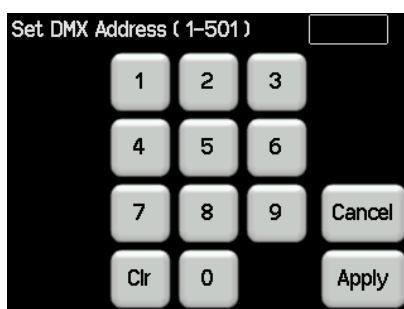 Set DMX Address ( 1-501 )
1 2 3
4 5 6
7 8 9 Cancel
Clr 0 Apply